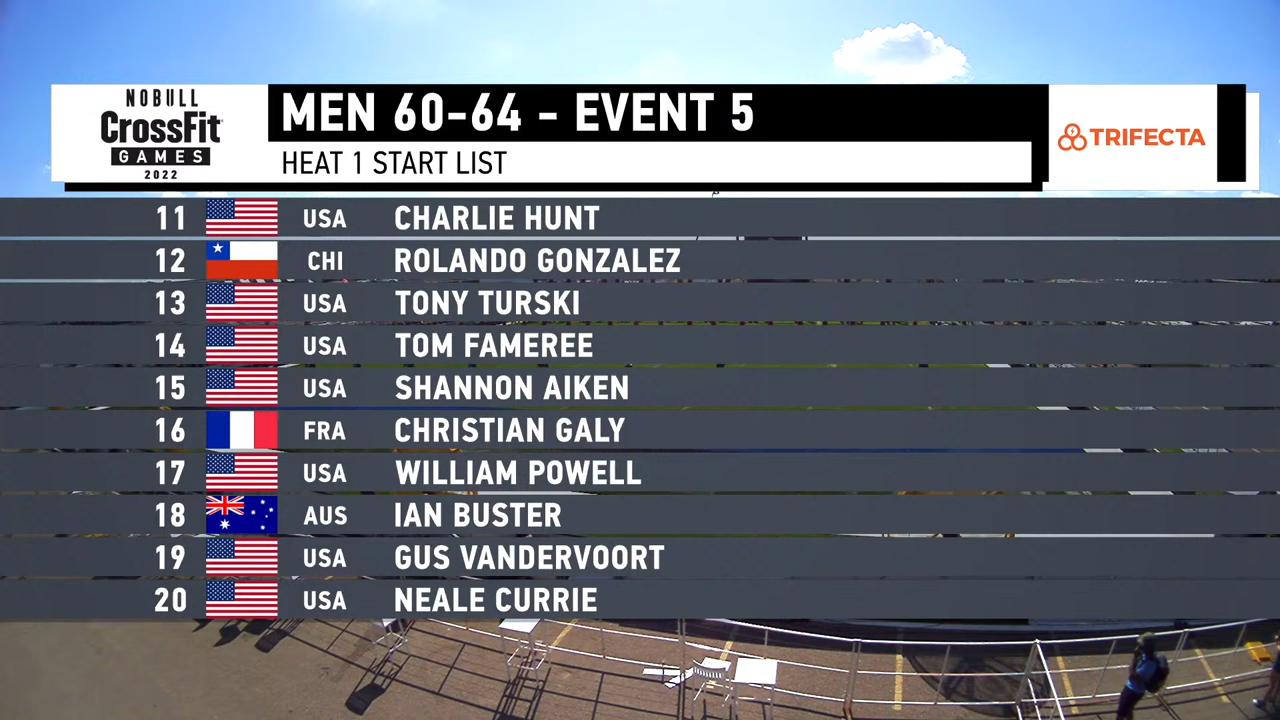 NOBULL
CrossFit
GAMES
2022
MEN 60-64 - EVENT 5
HEAT 1 START LIST
TRIFECTA
11 USA CHARLIE HUNT
12 CHI ROLANDO GONZALEZ
13 USA TONY TURSKI
14 USA TOM FAMEREE
15 USA SHANNON AIKEN
16 FRA CHRISTIAN GALY
17 USA WILLIAM POWELL
18 AUS IAN BUSTER
19 USA GUS VANDERVOORT
20 USA NEALE CURRIE